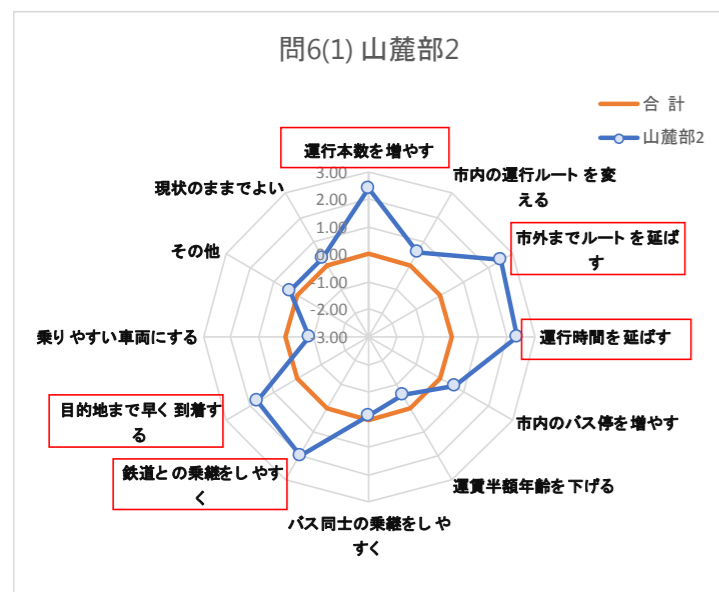 問6(1) 山麓部2
合 計
山麓部2
運行本数を増やす
市内の運行ルートを変
える
市外までルートを延ば
す
運行時間を延ばす
市内のバス停を増やす
運賃半額年齢を下げる
バス同士の乗継をしや
すく
鉄道との乗継をしやす
く
目的地まで早く到着す
る
乗りやすい車両にする
その他
現状のままでよい
3.00
2.00
1.00
0.00
-1.00
-2.00
-3.00